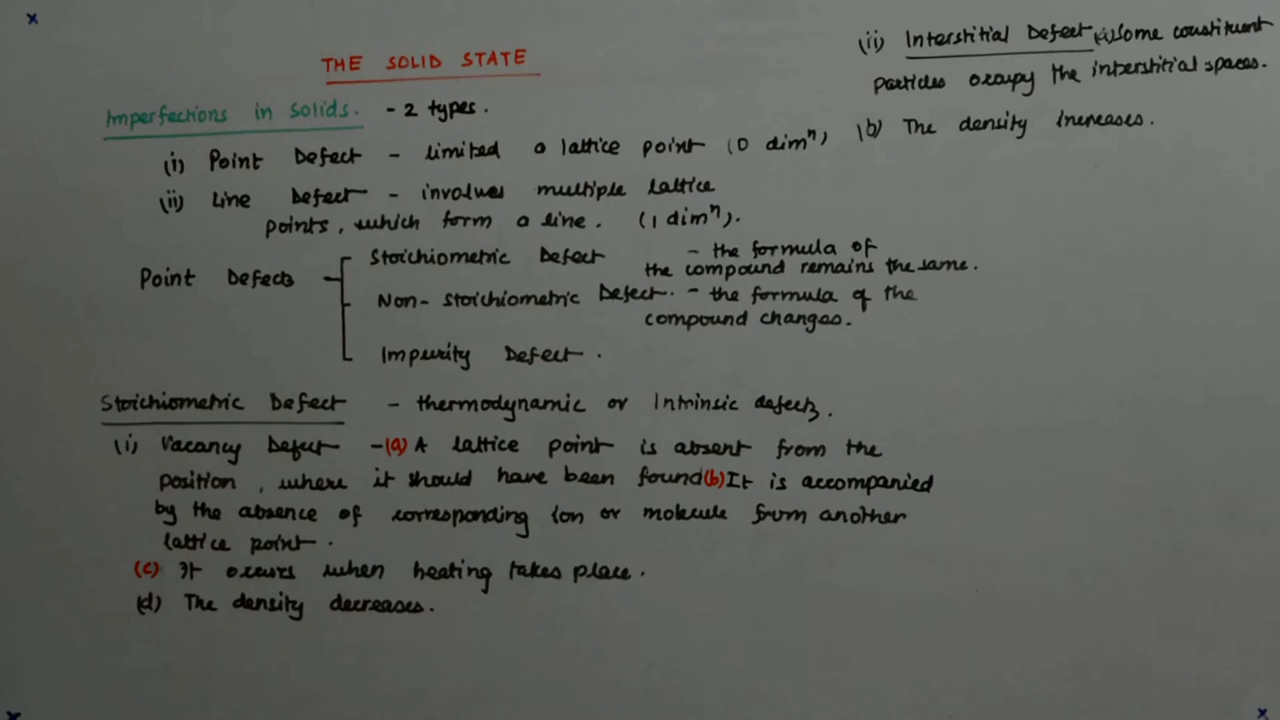 THE SOLID STATE
Imperfections in solids. - 2 types.
(i) Point Defect - limited a lattice point (0 dimⁿ)
(ii) Line Defect - involves multiple lattice
points, which form a line. (1 dimⁿ).
Point Defects
Stoichiometric Defect - the formula of
the compound remains the same.
Non-Stoichiometric Defect. - the formula of the
compound changes.
Impurity Defect.
Stoichiometric Defect - thermodynamic or Intrinsic defects.
(i) Vacancy Defect - (a) A lattice point is absent from the
position, where it should have been found (b) It is accompanied
by the absence of corresponding ion or molecule from another
lattice point.
(c) It occurs when heating takes place.
(d) The density decreases.
(ii) Interstitial Defect (a) Some constituent
particles occupy the interstitial spaces.
(b) The density increases.